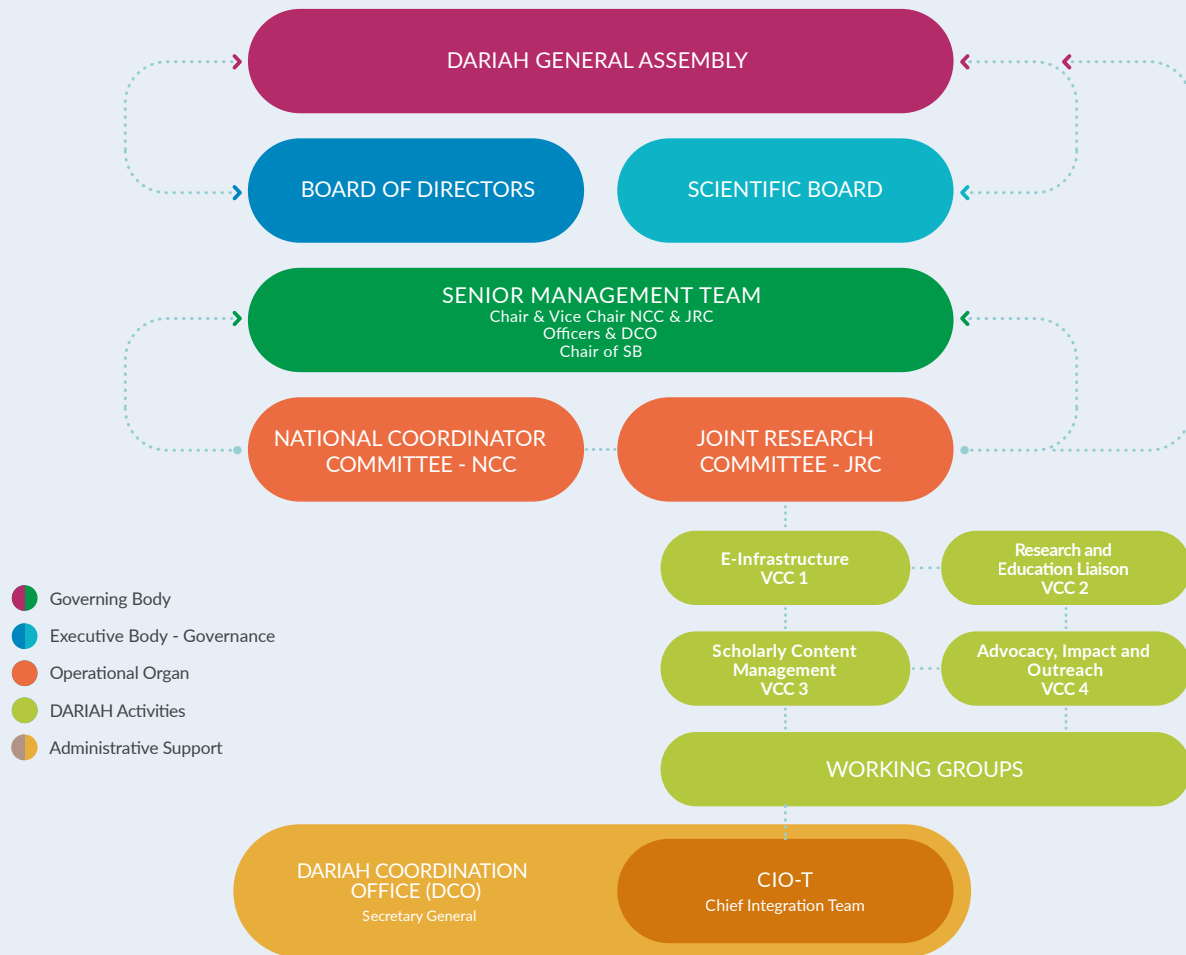 DARIAH GENERAL ASSEMBLY
BOARD OF DIRECTORS
SCIENTIFIC BOARD
SENIOR MANAGEMENT TEAM
Chair & Vice Chair NCC & JRC
Officers & DCO
Chair of SB
NATIONAL COORDINATOR
COMMITTEE - NCC
JOINT RESEARCH
COMMITTEE - JRC
E-Infrastructure
VCC 1
Research and
Education Liaison
VCC 2
Governing Body
Executive Body - Governance
Operational Organ
DARIAH Activities
Administrative Support
Scholarly Content
Management
VCC 3
Advocacy, Impact and
Outreach
VCC 4
WORKING GROUPS
DARIAH COORDINATION
OFFICE (DCO)
Secretary General
CIO-T
Chief Integration Team